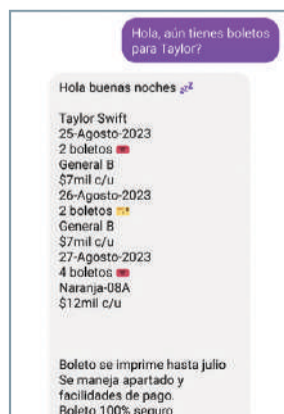 Hola, aún tienes boletos
para Taylor?
Hola buenas noches 💤
Taylor Swift
25-Agosto-2023
2 boletos 🎟️
General B
$7mil c/u
26-Agosto-2023
2 boletos 🎫
General B
$7mil c/u
27-Agosto-2023
4 boletos 🎟️
Naranja-08A
$12mil c/u
Boleto se imprime hasta julio
Se maneja apartado y
facilidades de pago.
Boleto 100% seguro